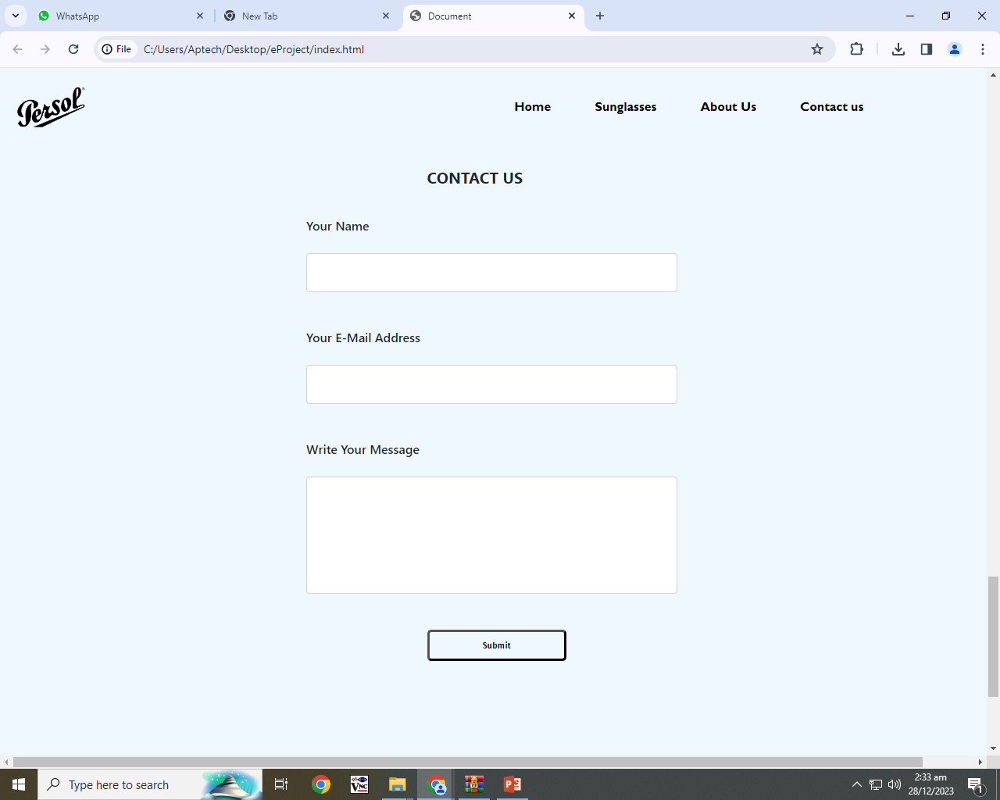 WhatsApp
New Tab
Document
File
C:/Users/Aptech/Desktop/eProject/index.html
Persol
Home
Sunglasses
About Us
Contact us
CONTACT US
Your Name
Your E-Mail Address
Write Your Message
Submit
Type here to search
VNC
2:33 am
28/12/2023
1